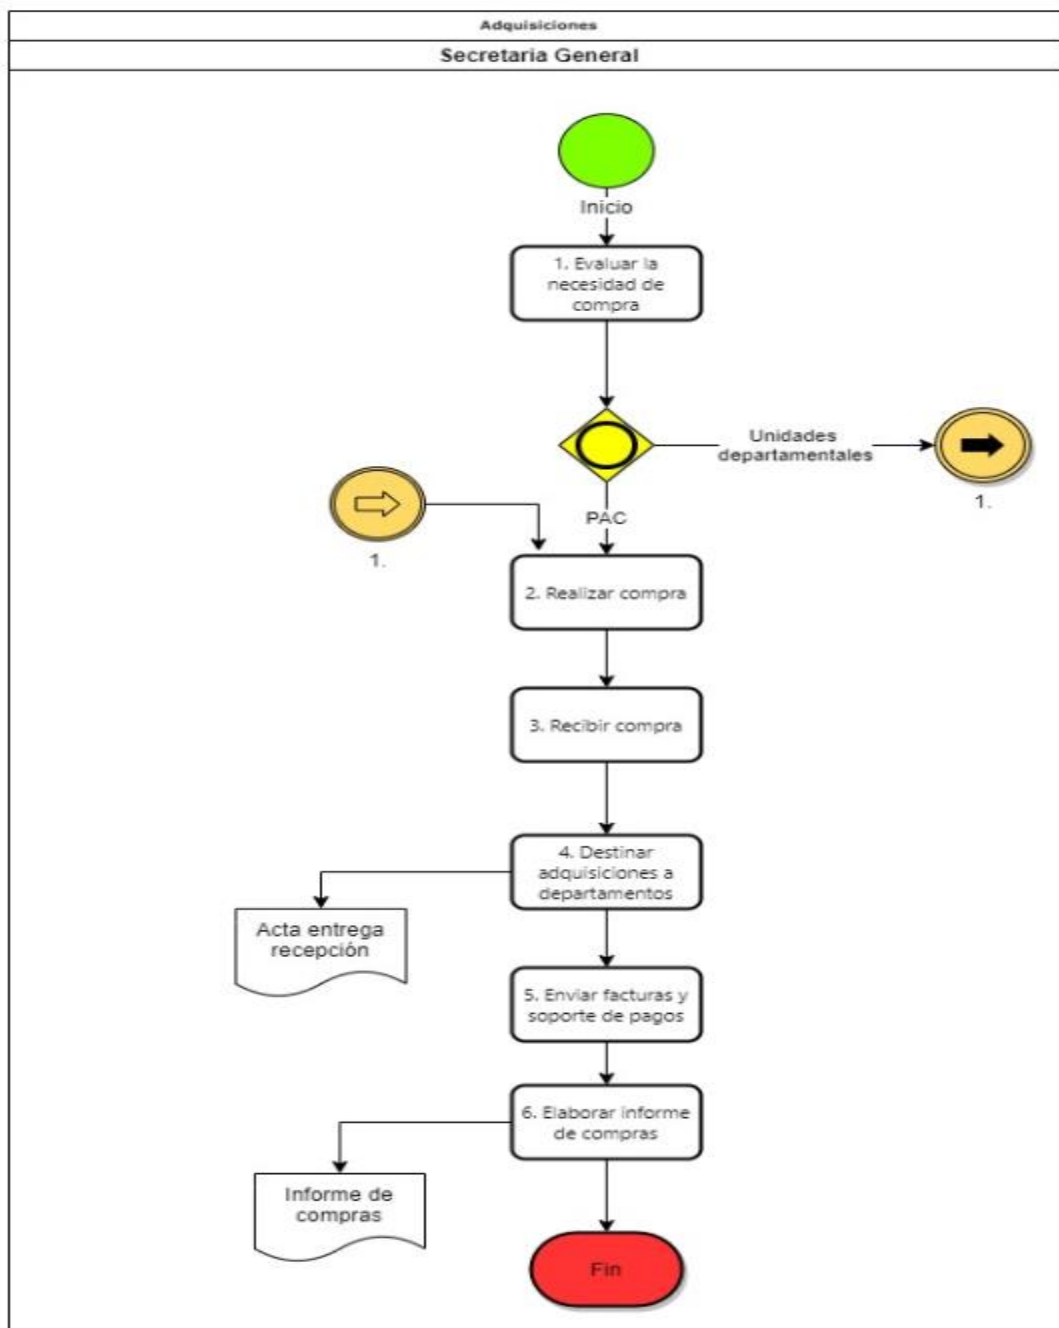 Adquisiciones
Secretaria General
Inicio
1. Evaluar la
necesidad de
compra
Unidades
departamentales
1.
PAC
1.
2. Realizar compra
3. Recibir compra
4. Destinar
adquisiciones a
departamentos
Acta entrega
recepción
5. Enviar facturas y
soporte de pagos
6. Elaborar informe
de compras
Informe de
compras
Fin